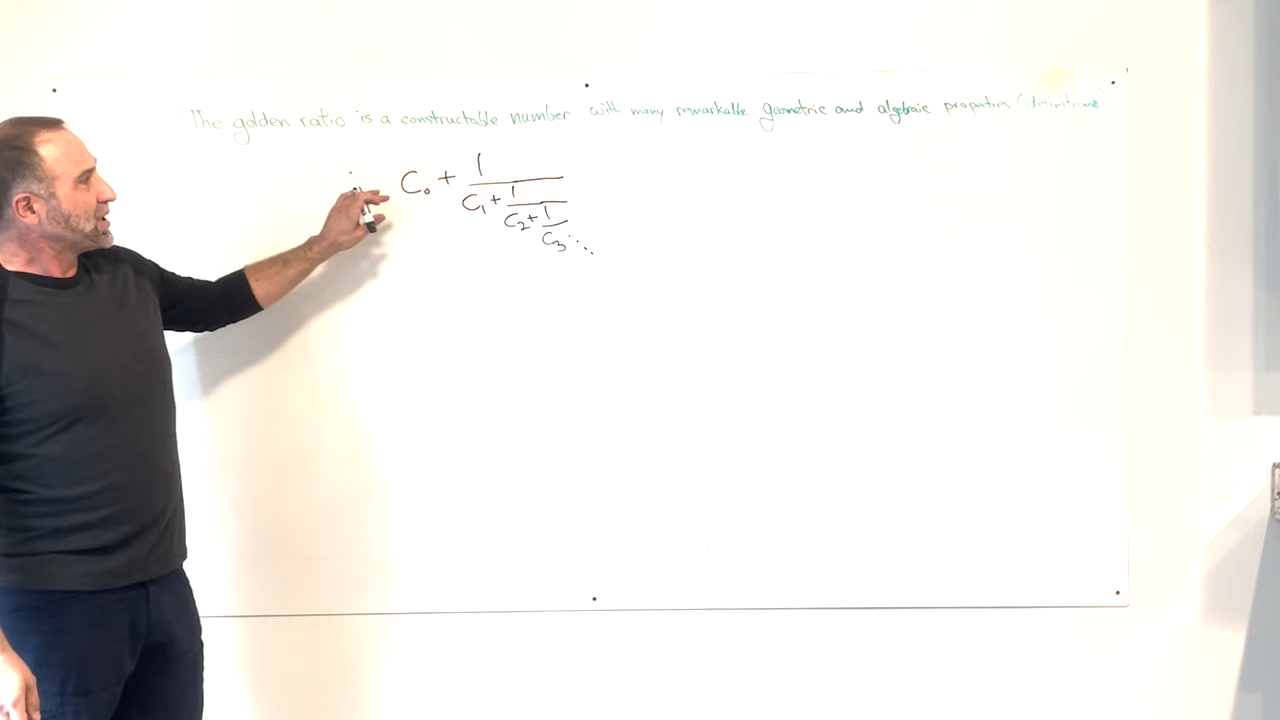 The golden ratio is a constructable number with many remarkable geometric and algebraic properties (definitions).
C₀ + 1
C₁ + 1
C₂ + 1
C₃ ⋱